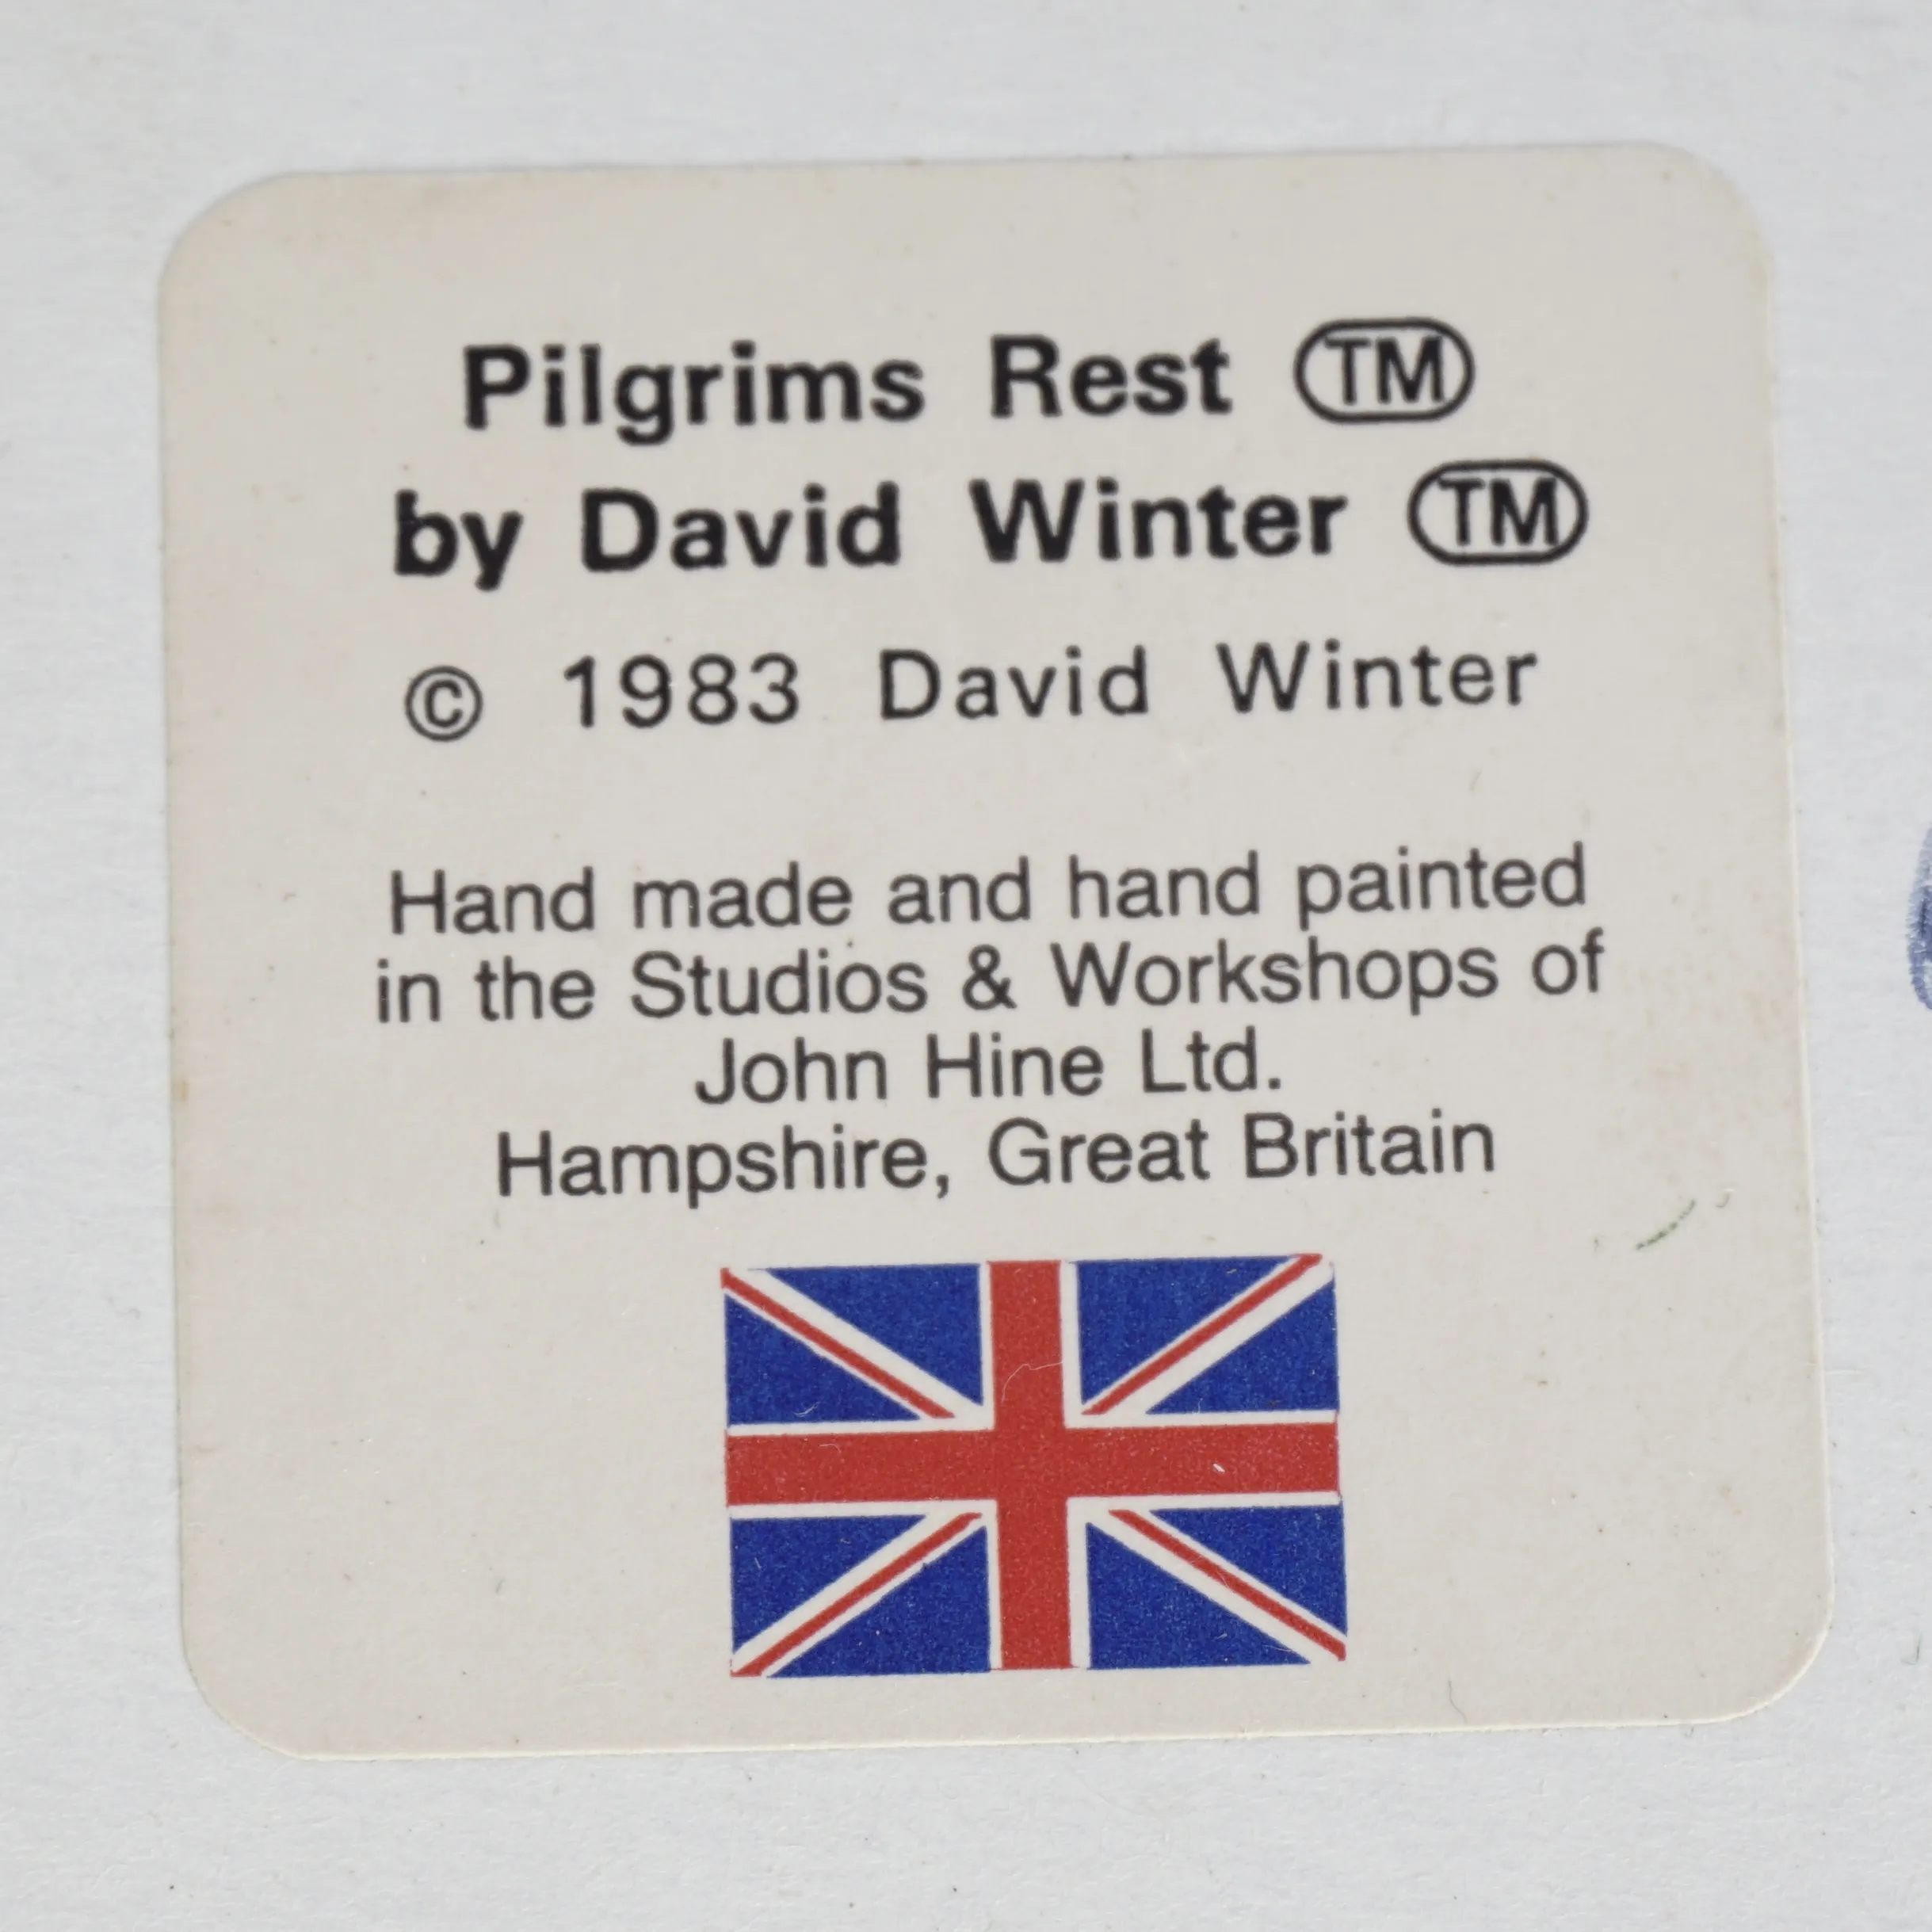 Pilgrims Rest TM
by David Winter TM
© 1983 David Winter
Hand made and hand painted
in the Studios & Workshops of
John Hine Ltd.
Hampshire, Great Britain